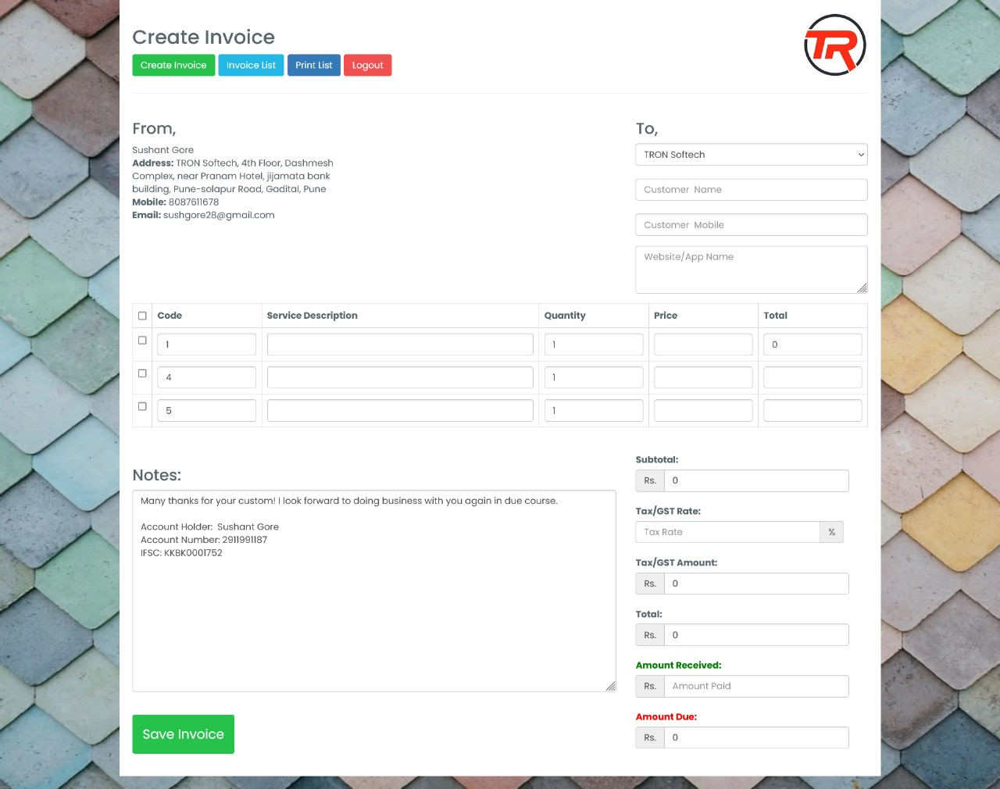 Create Invoice
TR
Create Invoice Invoice List Print List Logout
From,
Sushant Gore
Address: TRON Softech, 4th Floor, Dashmesh
Complex, near Pranam Hotel, jijamata bank
building, Pune-solapur Road, Gadital, Pune
Mobile: 8087611678
Email: sushgore28@gmail.com
To,
TRON Softech
Customer Name
Customer Mobile
Website/App Name
Code Service Description Quantity Price Total
1 1 0
4 1
5 1
Notes:
Many thanks for your custom! I look forward to doing business with you again in due course.
Account Holder: Sushant Gore
Account Number: 2911991187
IFSC: KKBK0001752
Save Invoice
Subtotal:
Rs. 0
Tax/GST Rate:
Tax Rate %
Tax/GST Amount:
Rs. 0
Total:
Rs. 0
Amount Received:
Rs. Amount Paid
Amount Due:
Rs. 0